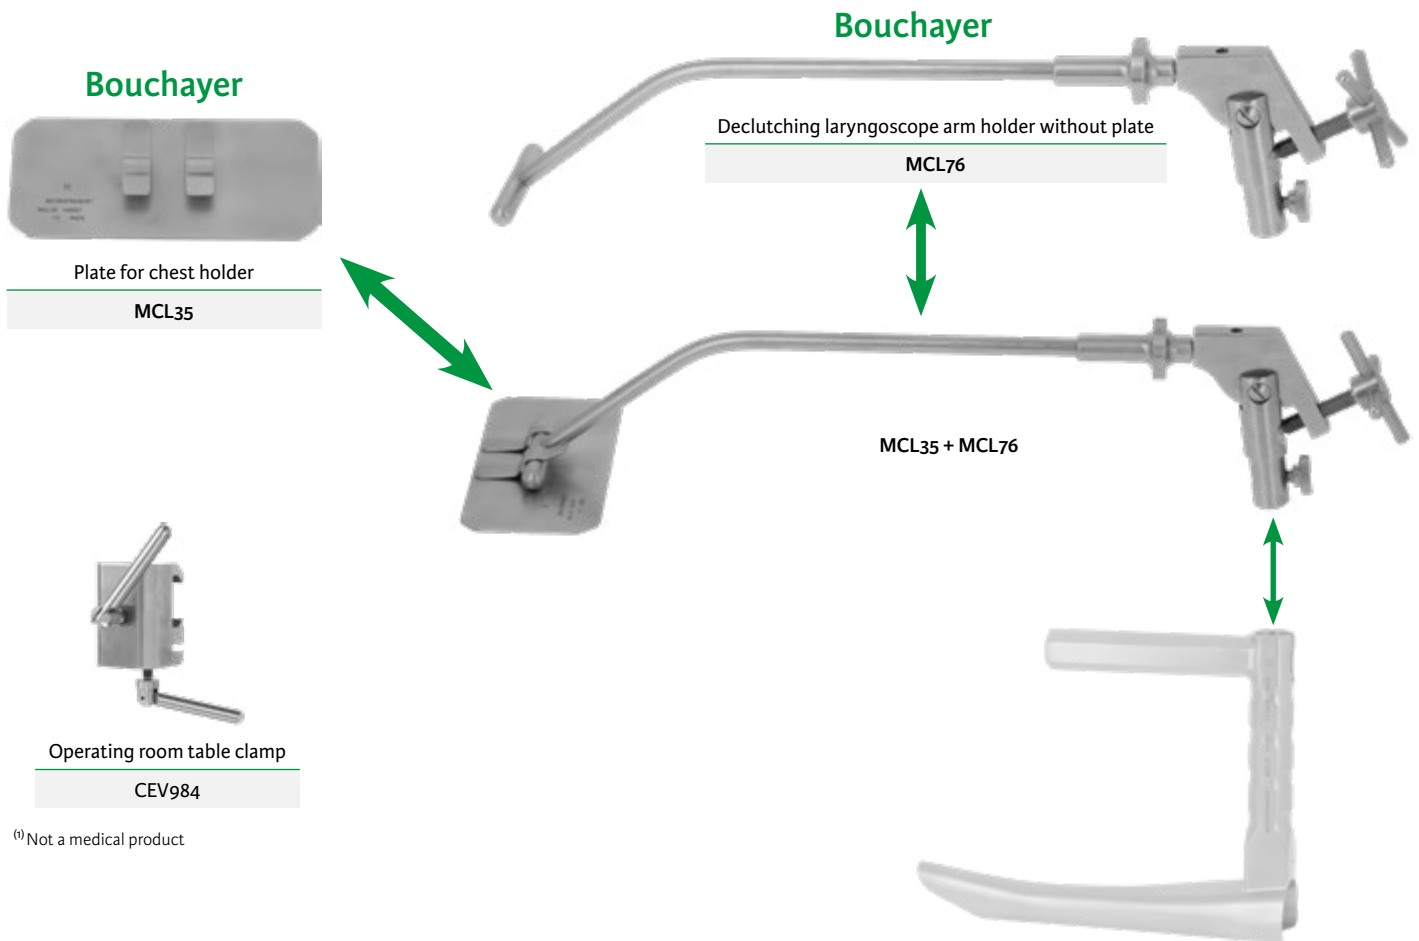 Bouchayer
Bouchayer
Declutching laryngoscope arm holder without plate
MCL76
Plate for chest holder
MCL35
MCL35 + MCL76
Operating room table clamp
CEV984
(1) Not a medical product